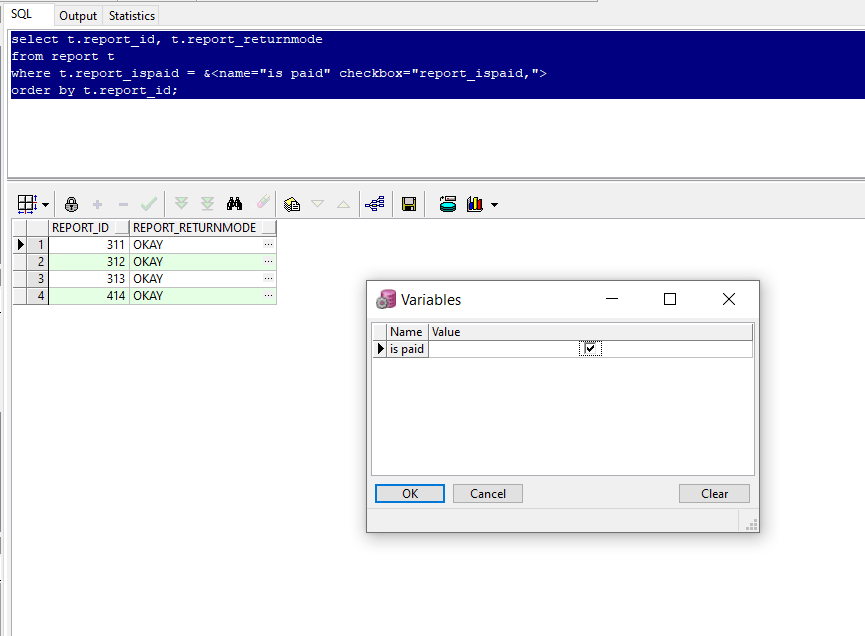 SQL Output Statistics
select t.report_id, t.report_returnmode
from report t
where t.report_ispaid = &<name="is paid" checkbox="report_ispaid,">
order by t.report_id;
REPORT_ID REPORT_RETURNMODE
1 311 OKAY ...
2 312 OKAY ...
3 313 OKAY ...
4 414 OKAY ...
Variables
Name Value
is paid
OK Cancel Clear